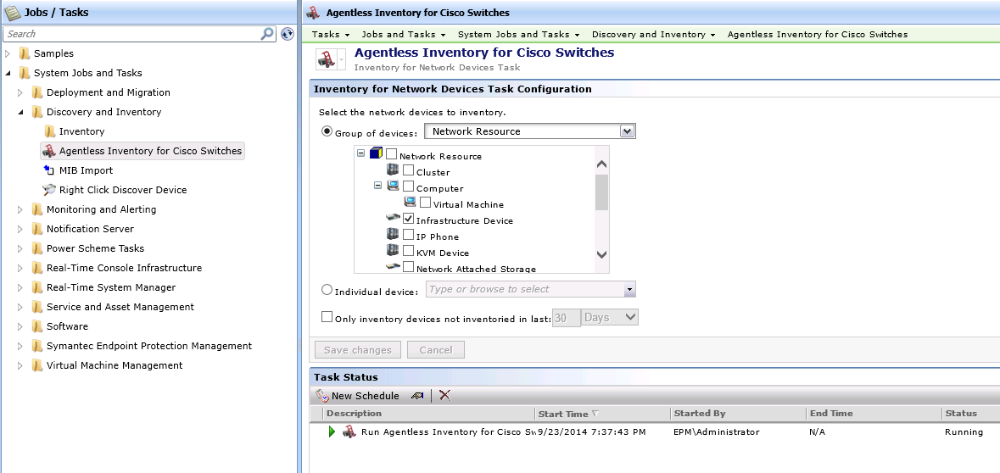 Jobs / Tasks
Search
Samples
System Jobs and Tasks
Deployment and Migration
Discovery and Inventory
Inventory
Agentless Inventory for Cisco Switches
MIB Import
Right Click Discover Device
Monitoring and Alerting
Notification Server
Power Scheme Tasks
Real-Time Console Infrastructure
Real-Time System Manager
Service and Asset Management
Software
Symantec Endpoint Protection Management
Virtual Machine Management
Agentless Inventory for Cisco Switches
Tasks Jobs and Tasks System Jobs and Tasks Discovery and Inventory Agentless Inventory for Cisco Switches
Agentless Inventory for Cisco Switches
Inventory for Network Devices Task
Inventory for Network Devices Task Configuration
Select the network devices to inventory.
Group of devices: Network Resource
Network Resource
Cluster
Computer
Virtual Machine
Infrastructure Device
IP Phone
KVM Device
Network Attached Storage
Individual device: Type or browse to select
Only inventory devices not inventoried in last: 30 Days
Save changes Cancel
Task Status
New Schedule
Description Start Time Started By End Time Status
Run Agentless Inventory for Cisco Sw 9/23/2014 7:37:43 PM EPM\Administrator N/A Running